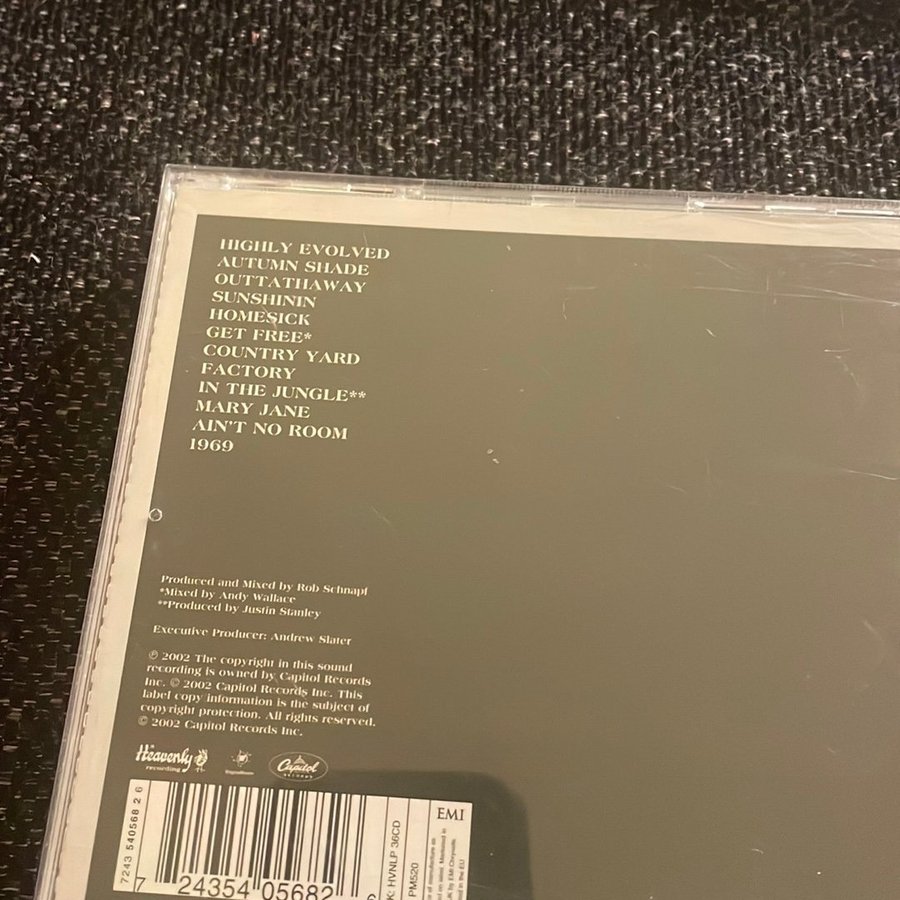 HIGHLY EVOLVED
AUTUMN SHADE
OUTTATHAWAY
SUNSHININ
HOMESICK
GET FREE*
COUNTRY YARD
FACTORY
IN THE JUNGLE**
MARY JANE
AIN'T NO ROOM
1969
Produced and Mixed by Rob Schnapf
*Mixed by Andy Wallace
**Produced by Justin Stanley
Executive Producer: Andrew Slater
℗ 2002 The copyright in this sound
recording is owned by Capitol Records
Inc. © 2002 Capitol Records Inc. This
label copy information is the subject of
copyright protection. All rights reserved.
© 2002 Capitol Records Inc.
Heavenly
recording
Capitol
RECORDS
7243 540568 2 6
7 24354 05682
K: HVNLP 36CD
PM520
EMI